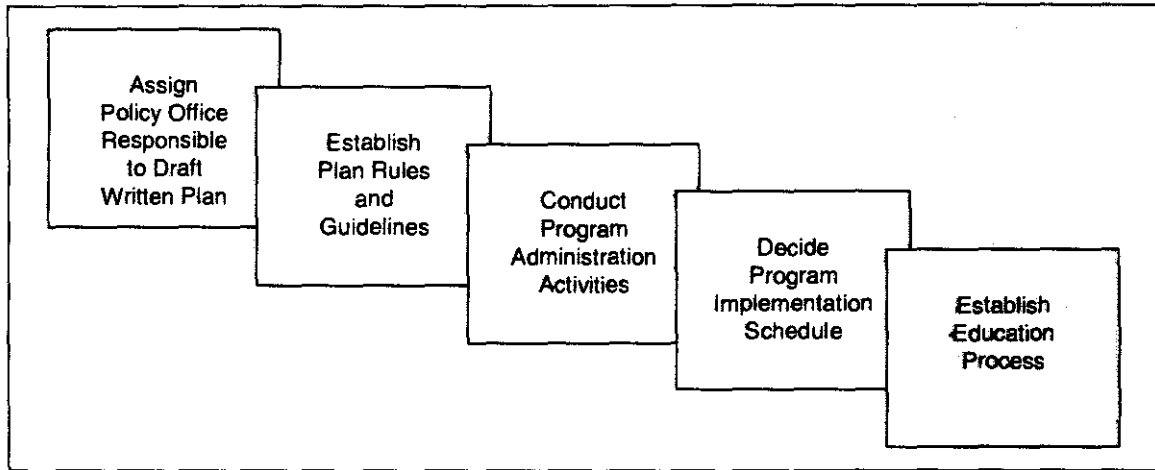 Assign
Policy Office
Responsible
to Draft
Written Plan
Establish
Plan Rules
and
Guidelines
Conduct
Program
Administration
Activities
Decide
Program
Implementation
Schedule
Establish
Education
Process